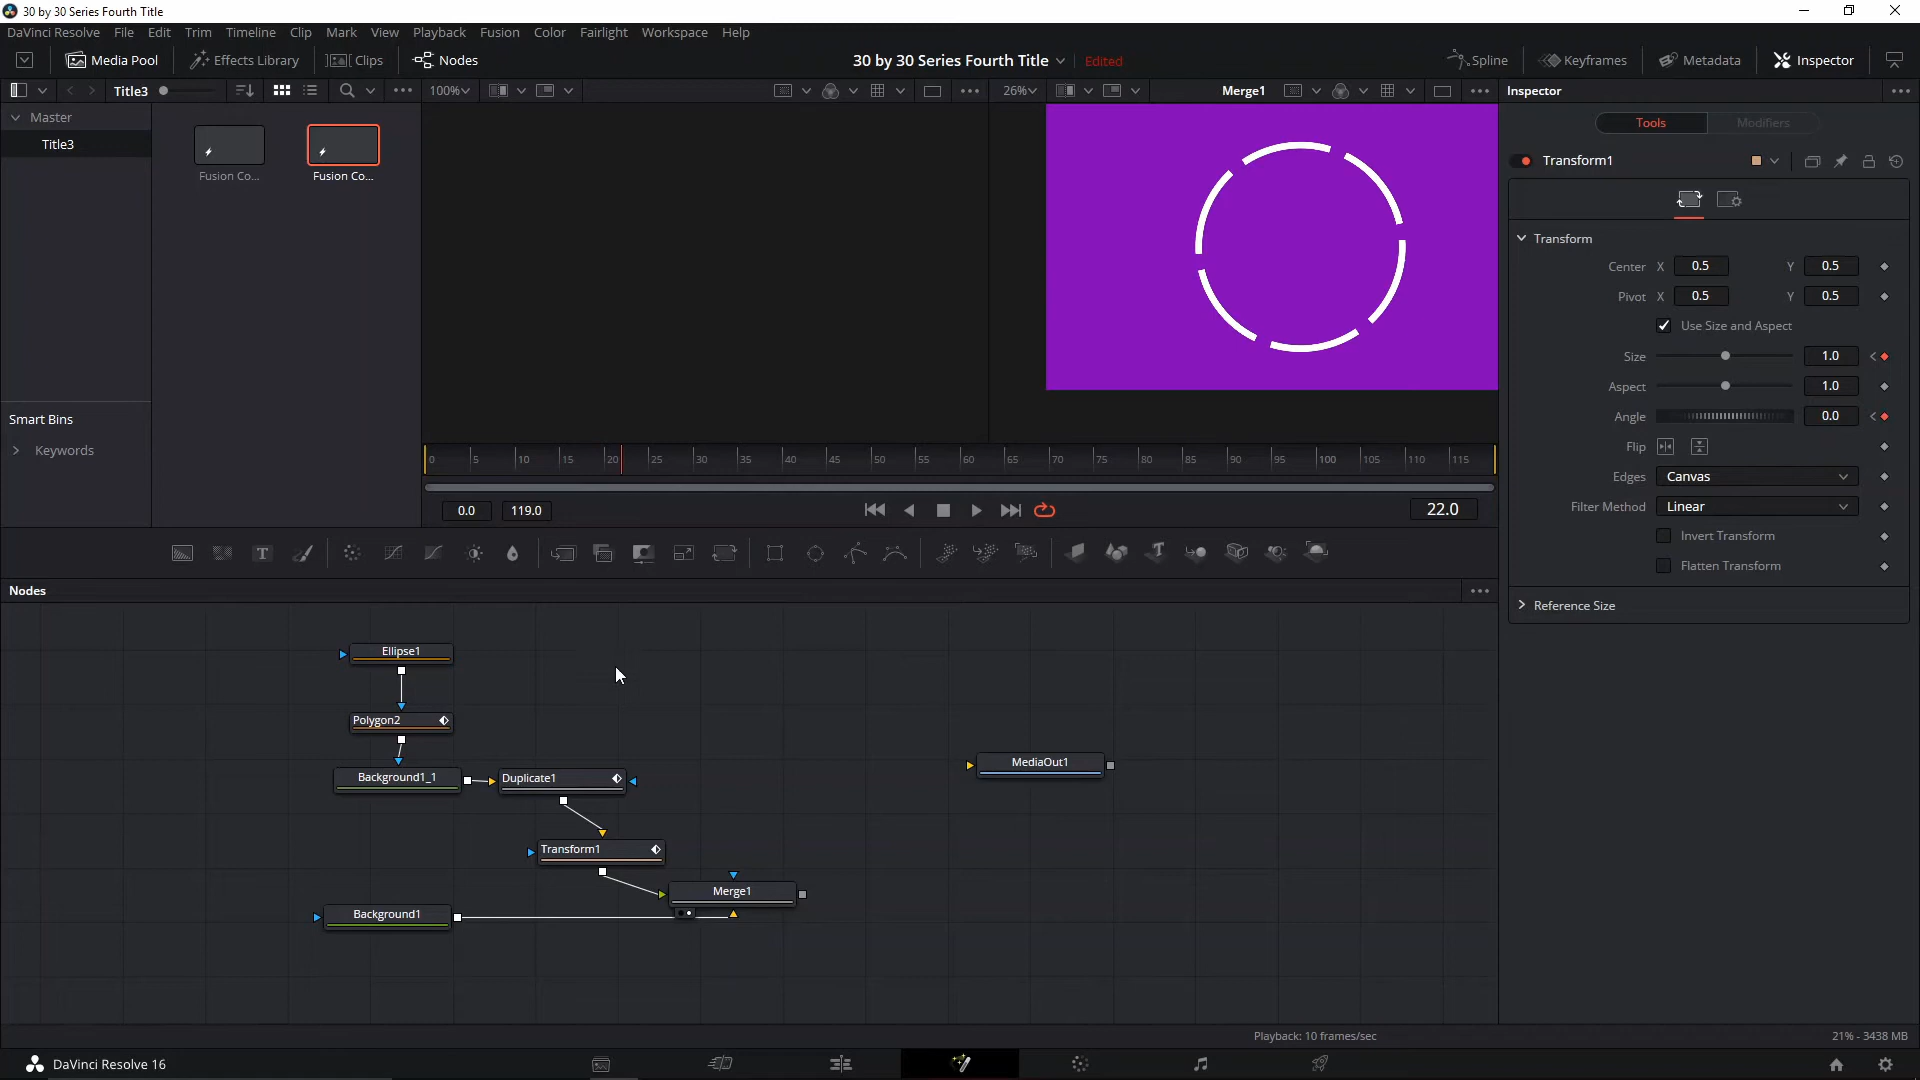 30 by 30 Series Fourth Title
DaVinci Resolve File Edit Trim Timeline Clip Mark View Playback Fusion Color Fairlight Workspace Help
Media Pool Effects Library Clips Nodes 30 by 30 Series Fourth Title Edited Spline Keyframes Metadata Inspector
Title3 100% 26% Merge1 Inspector
Master
Title3
Fusion Co... Fusion Co...
Smart Bins
Keywords
0 5 10 15 20 25 30 35 40 45 50 55 60 65 70 75 80 85 90 95 100 105 110 115
0.0 119.0 22.0
Tools Modifiers
Transform1
Transform
Center X 0.5 Y 0.5
Pivot X 0.5 Y 0.5
Use Size and Aspect
Size 1.0
Aspect 1.0
Angle 0.0
Flip
Edges Canvas
Filter Method Linear
Invert Transform
Flatten Transform
Reference Size
T T
Nodes
Ellipse1
Polygon2
Background1_1
Duplicate1
MediaOut1
Transform1
Merge1
Background1
Playback: 10 frames/sec 21% - 3438 MB
DaVinci Resolve 16